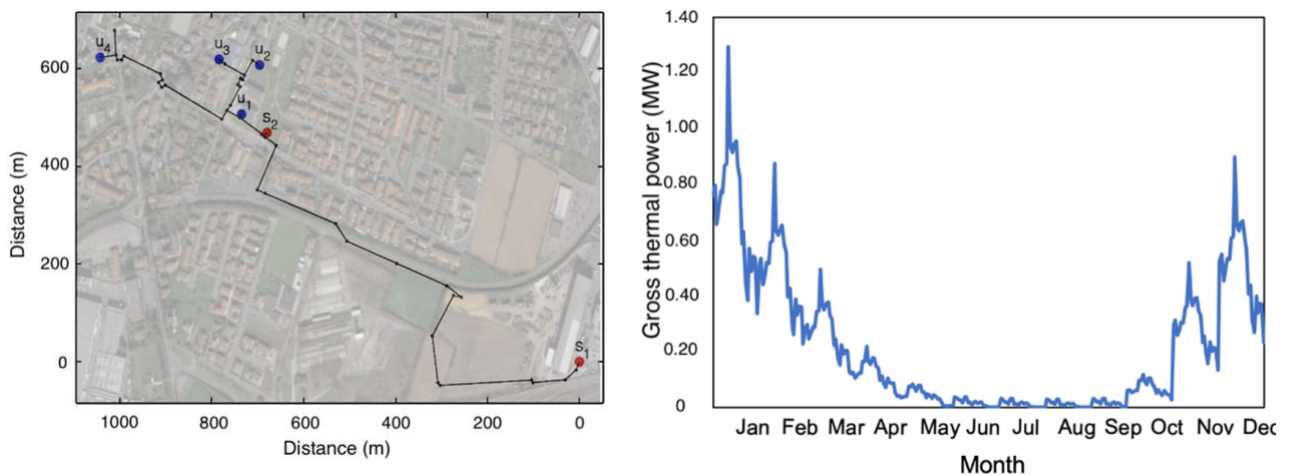 Distance (m)
600
400
200
0
u4
u3
u2
u1
s2
s1
1000 800 600 400 200 0
Distance (m)
Gross thermal power (MW)
1.40
1.20
1.00
0.80
0.60
0.40
0.20
0
Jan Feb Mar Apr May Jun Jul Aug Sep Oct Nov Dec
Month